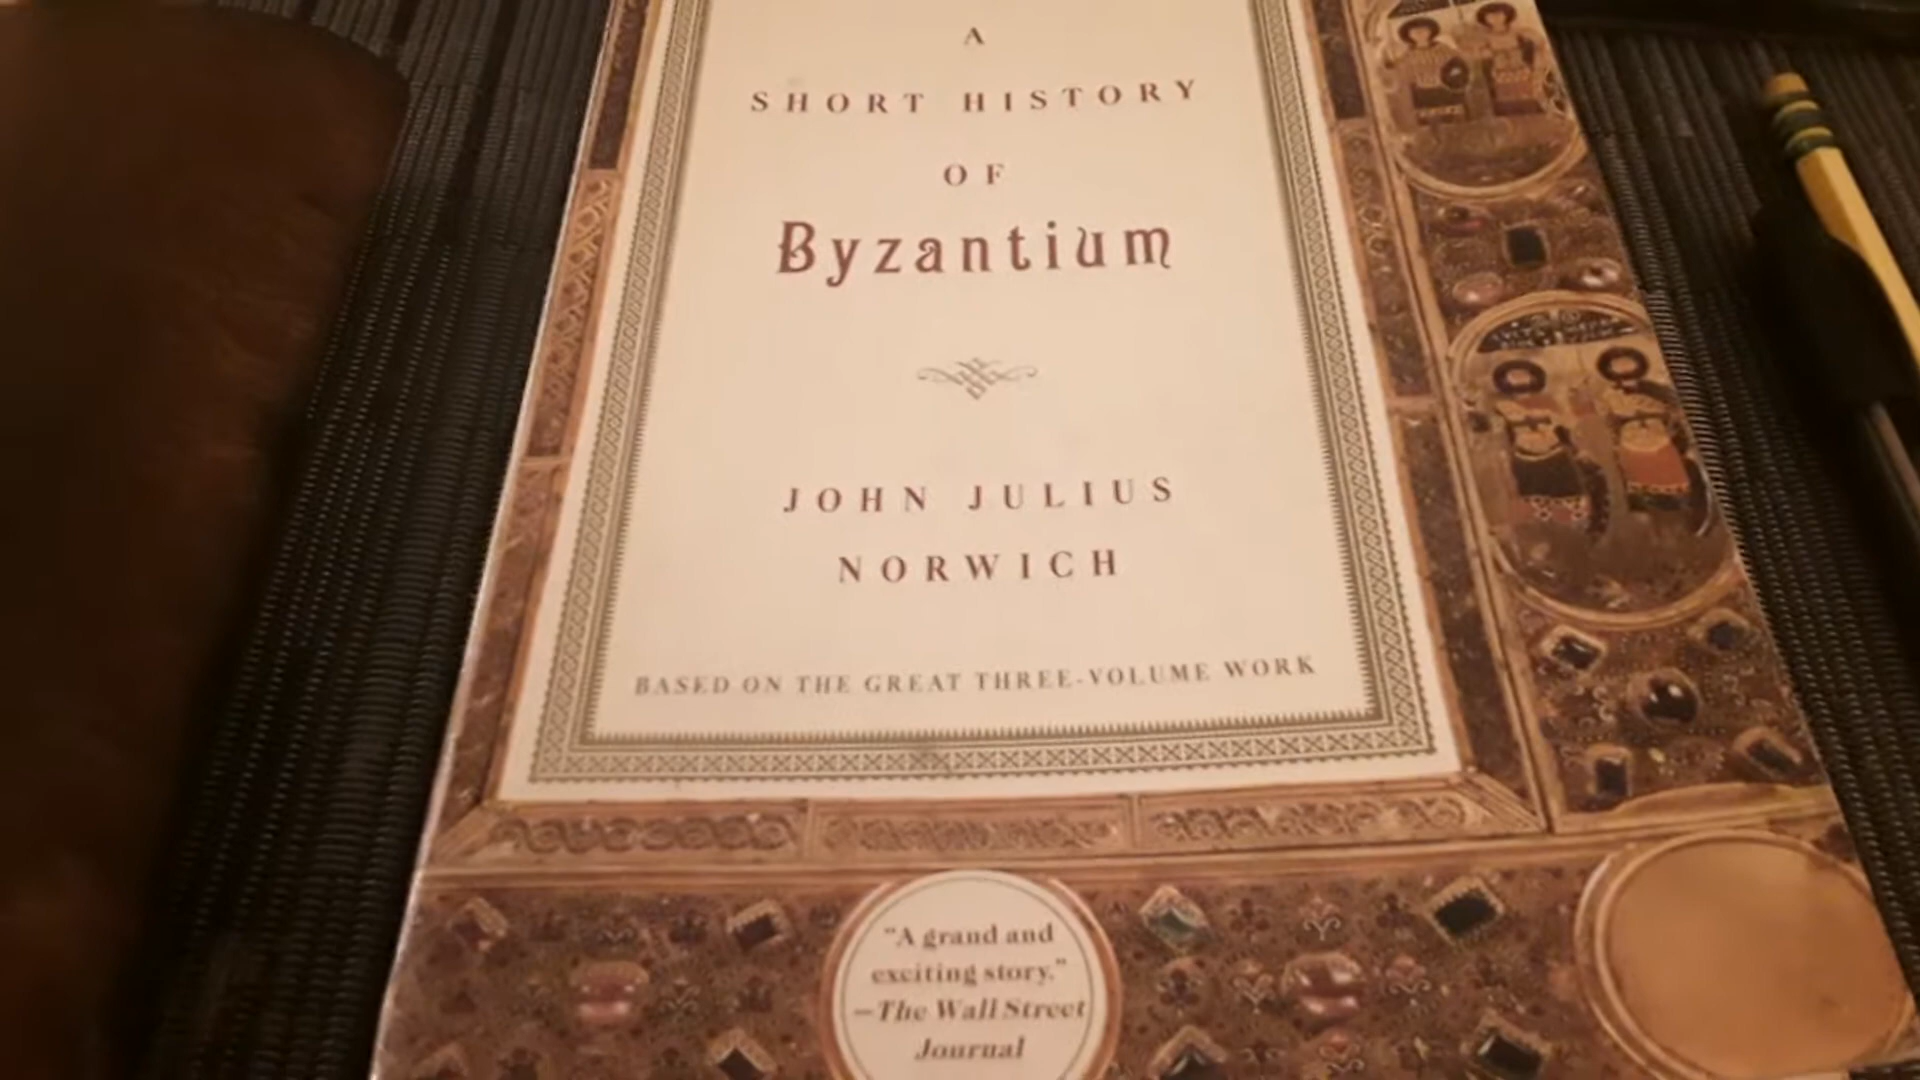 A
SHORT HISTORY
OF
Byzantium
JOHN JULIUS
NORWICH
BASED ON THE GREAT THREE-VOLUME WORK
"A grand and
exciting story."
—The Wall Street
Journal